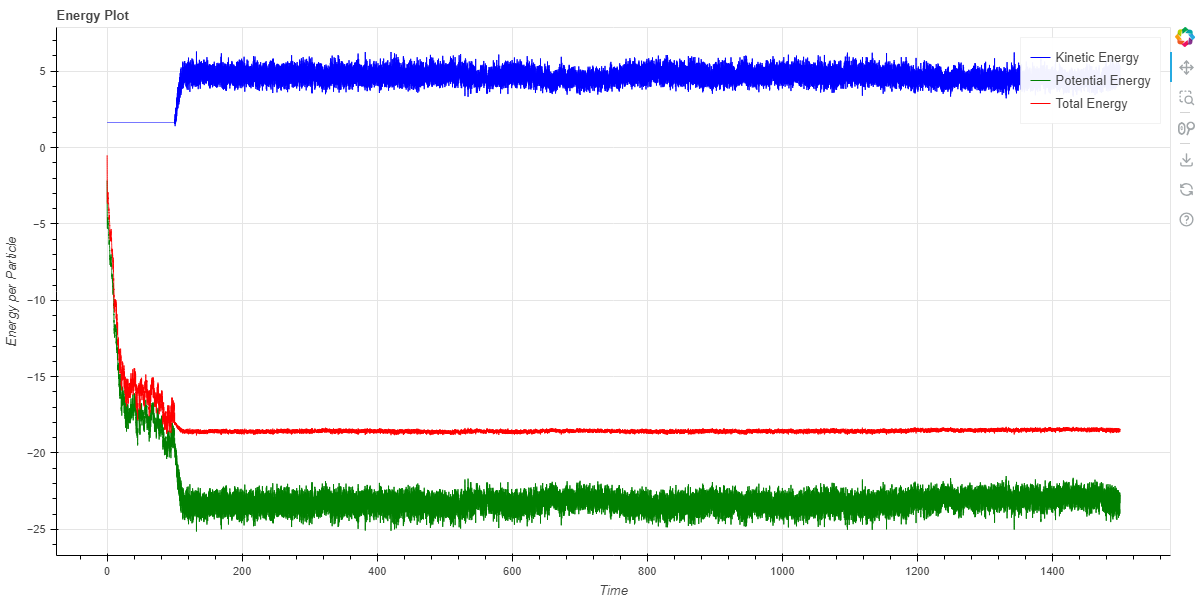 Energy Plot
Kinetic Energy
Potential Energy
Total Energy
5
0
−5
−10
−15
−20
−25
Energy per Particle
0 200 400 600 800 1000 1200 1400
Time